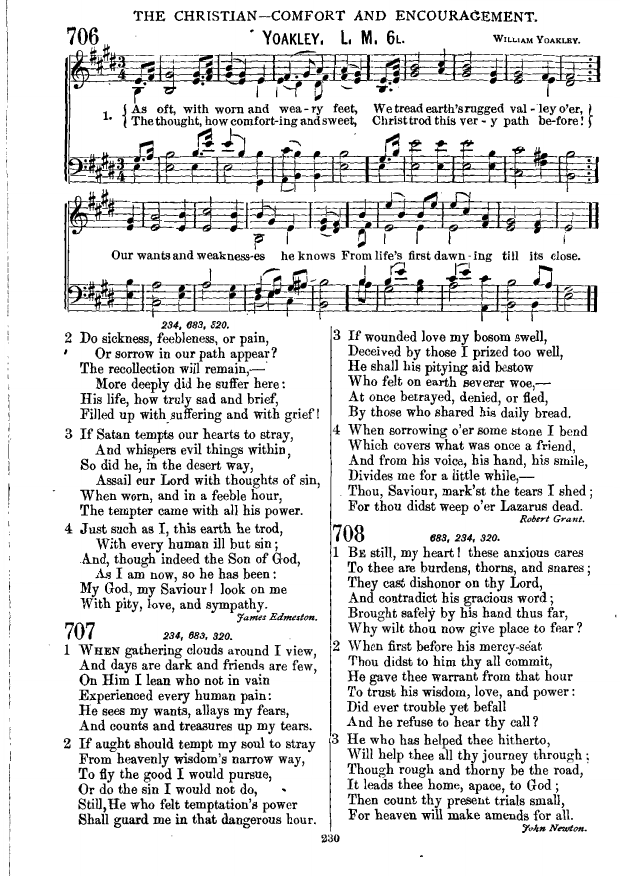 THE CHRISTIAN—COMFORT AND ENCOURAGEMENT.
706 YOAKLEY. L. M. 6L. WILLIAM YOAKLEY.
1. As oft, with worn and wea-ry feet, We tread earth's rugged val-ley o'er,
The thought, how comfort-ing and sweet, Christ trod this ver-y path be-fore!
Our wants and weakness-es he knows From life's first dawn-ing till its close.
234, 683, 520.
2 Do sickness, feebleness, or pain,
Or sorrow in our path appear?
The recollection will remain,—
More deeply did he suffer here:
His life, how truly sad and brief,
Filled up with suffering and with grief!
3 If Satan tempts our hearts to stray,
And whispers evil things within,
So did he, in the desert way,
Assail our Lord with thoughts of sin,
When worn, and in a feeble hour,
The tempter came with all his power.
4 Just such as I, this earth he trod,
With every human ill but sin;
And, though indeed the Son of God,
As I am now, so he has been:
My God, my Saviour! look on me
With pity, love, and sympathy.
James Edmeston.
707 234, 683, 320.
1 WHEN gathering clouds around I view,
And days are dark and friends are few,
On Him I lean who not in vain
Experienced every human pain:
He sees my wants, allays my fears,
And counts and treasures up my tears.
2 If aught should tempt my soul to stray
From heavenly wisdom's narrow way,
To fly the good I would pursue,
Or do the sin I would not do,
Still, He who felt temptation's power
Shall guard me in that dangerous hour.
3 If wounded love my bosom swell,
Deceived by those I prized too well,
He shall his pitying aid bestow
Who felt on earth severer woe,—
At once betrayed, denied, or fled,
By those who shared his daily bread.
4 When sorrowing o'er some stone I bend
Which covers what was once a friend,
And from his voice, his hand, his smile,
Divides me for a little while,—
Thou, Saviour, mark'st the tears I shed;
For thou didst weep o'er Lazarus dead.
Robert Grant.
708 683, 234, 320.
1 BE still, my heart! these anxious cares
To thee are burdens, thorns, and snares;
They cast dishonor on thy Lord,
And contradict his gracious word;
Brought safely by his hand thus far,
Why wilt thou now give place to fear?
2 When first before his mercy-seat
Thou didst to him thy all commit,
He gave thee warrant from that hour
To trust his wisdom, love, and power:
Did ever trouble yet befall
And he refuse to hear thy call?
3 He who has helped thee hitherto,
Will help thee all thy journey through;
Though rough and thorny be the road,
It leads thee home, apace, to God;
Then count thy present trials small,
For heaven will make amends for all.
John Newton.
230